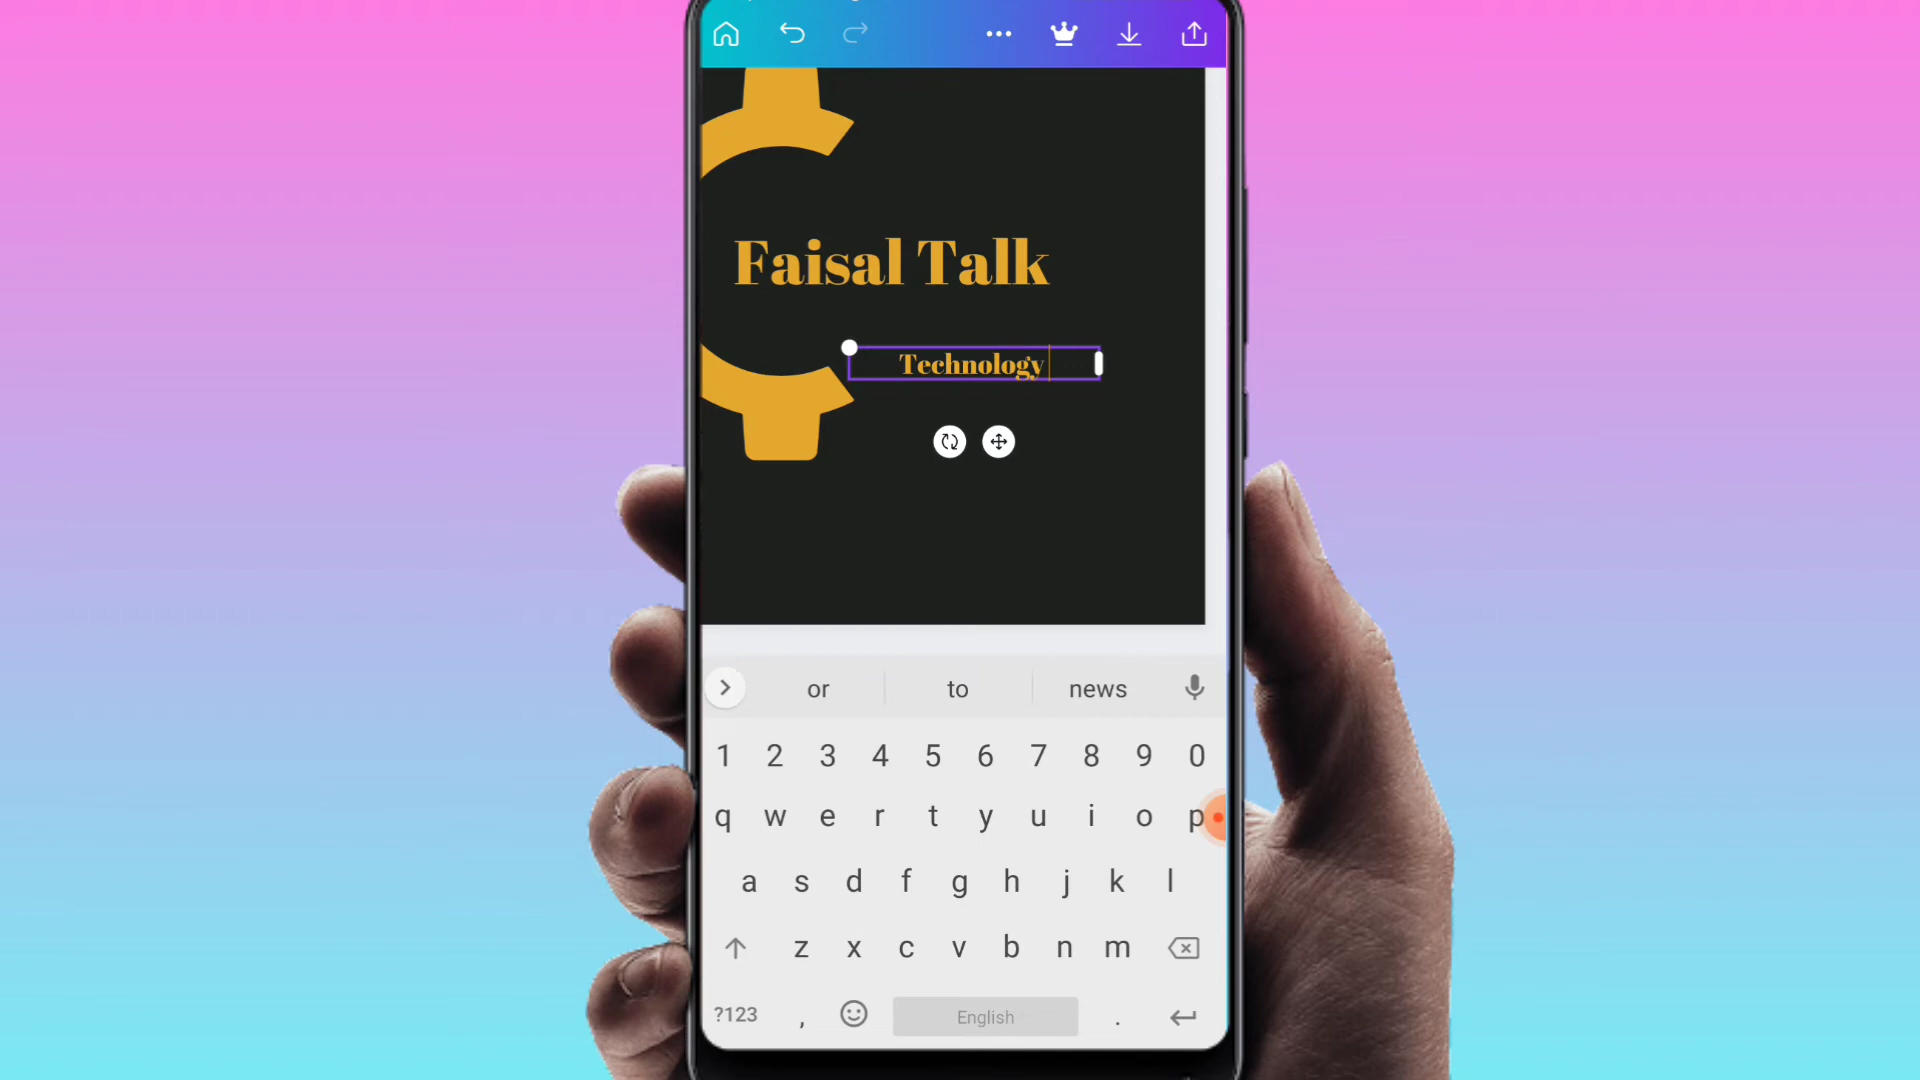 Faisal Talk
Technology
or to news
1 2 3 4 5 6 7 8 9 0
q w e r t y u i o p
a s d f g h j k l
z x c v b n m
?123 , English .